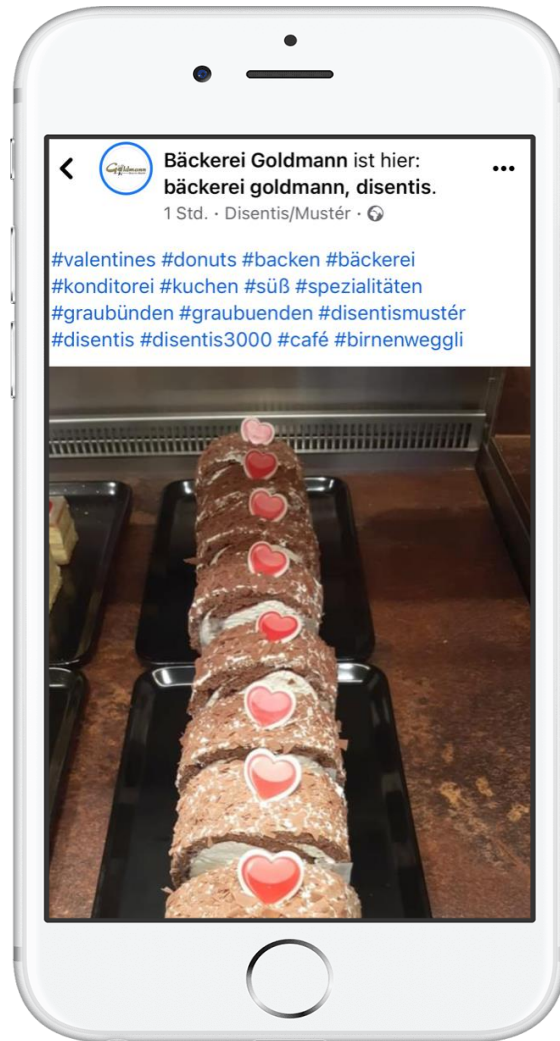 Goldmann
Bäckerei Goldmann ist hier:
bäckerei goldmann, disentis.
1 Std. · Disentis/Mustér ·
#valentines #donuts #backen #bäckerei
#konditorei #kuchen #süß #spezialitäten
#graubünden #graubuenden #disentismustér
#disentis #disentis3000 #café #birnenweggli